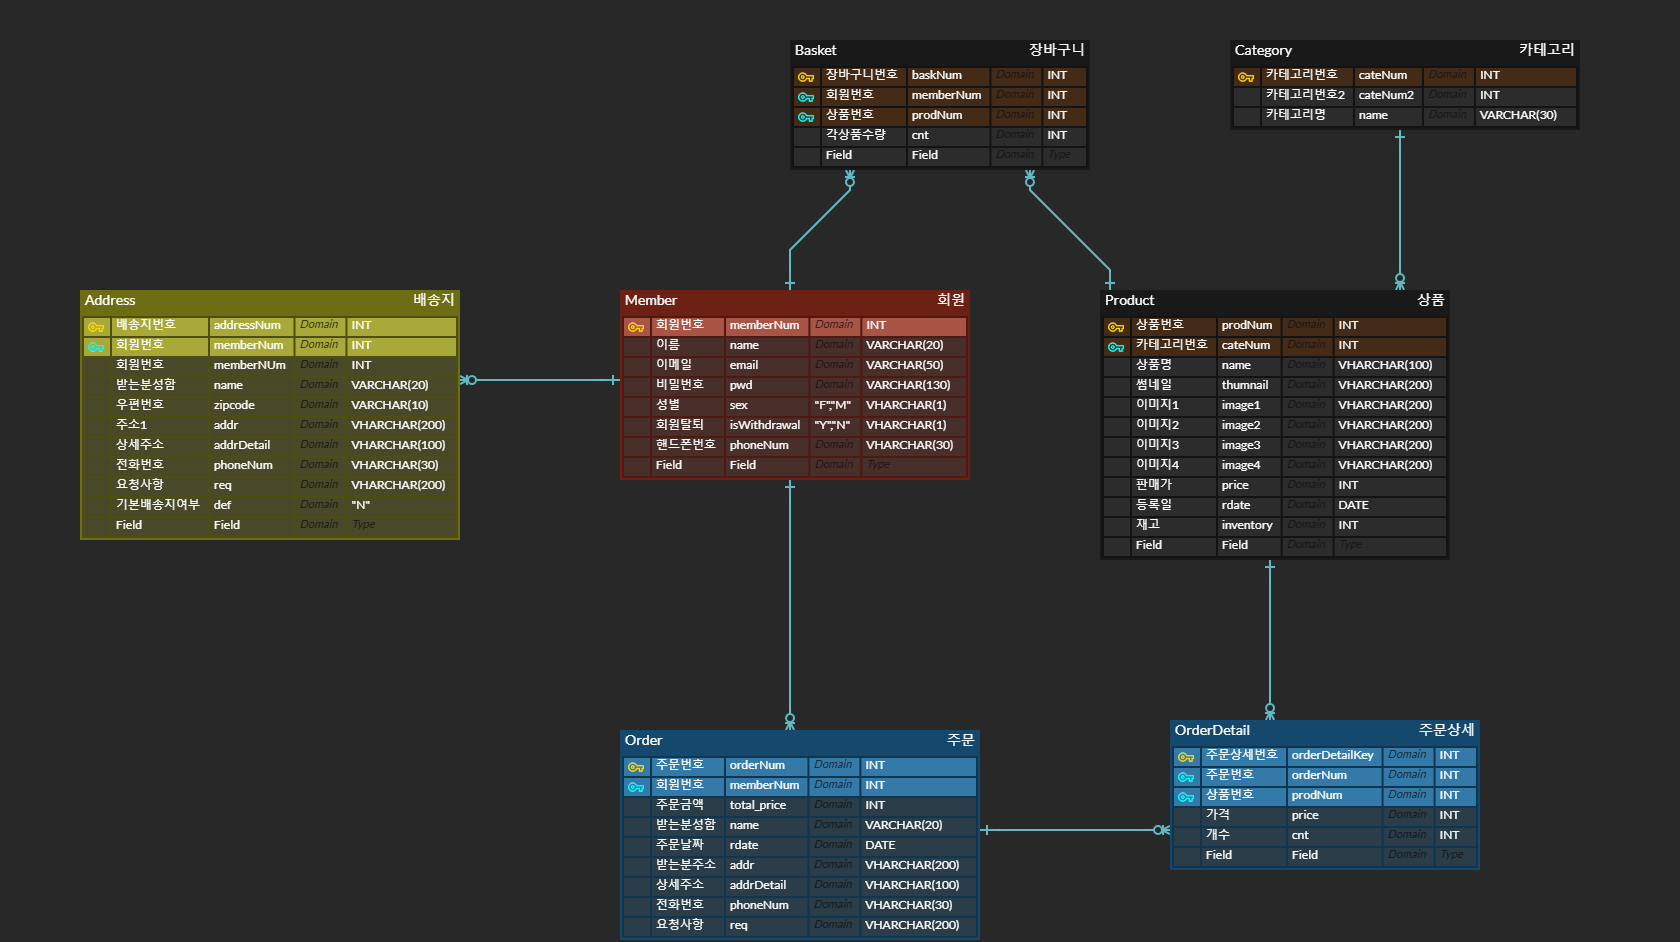 Basket 장바구니
장바구니번호 baskNum Domain INT
회원번호 memberNum Domain INT
상품번호 prodNum Domain INT
각상품수량 cnt Domain INT
Field Field Domain Type
Category 카테고리
카테고리번호 cateNum Domain INT
카테고리번호2 cateNum2 Domain INT
카테고리명 name Domain VARCHAR(30)
Address 배송지
배송지번호 addressNum Domain INT
회원번호 memberNum Domain INT
회원번호 memberNUm Domain INT
받는분성함 name Domain VARCHAR(20)
우편번호 zipcode Domain VARCHAR(10)
주소1 addr Domain VHARCHAR(200)
상세주소 addrDetail Domain VHARCHAR(100)
전화번호 phoneNum Domain VHARCHAR(30)
요청사항 req Domain VHARCHAR(200)
기본배송지여부 def Domain "N"
Field Field Domain Type
Member 회원
회원번호 memberNum Domain INT
이름 name Domain VARCHAR(20)
이메일 email Domain VARCHAR(50)
비밀번호 pwd Domain VARCHAR(130)
성별 sex "F","M" VHARCHAR(1)
회원탈퇴 isWithdrawal "Y","N" VHARCHAR(1)
핸드폰번호 phoneNum Domain VHARCHAR(30)
Field Field Domain Type
Product 상품
상품번호 prodNum Domain INT
카테고리번호 cateNum Domain INT
상품명 name Domain VHARCHAR(100)
썸네일 thumnail Domain VHARCHAR(200)
이미지1 image1 Domain VHARCHAR(200)
이미지2 image2 Domain VHARCHAR(200)
이미지3 image3 Domain VHARCHAR(200)
이미지4 image4 Domain VHARCHAR(200)
판매가 price Domain INT
등록일 rdate Domain DATE
재고 inventory Domain INT
Field Field Domain Type
Order 주문
주문번호 orderNum Domain INT
회원번호 memberNum Domain INT
주문금액 total_price Domain INT
받는분성함 name Domain VARCHAR(20)
주문날짜 rdate Domain DATE
받는분주소 addr Domain VHARCHAR(200)
상세주소 addrDetail Domain VHARCHAR(100)
전화번호 phoneNum Domain VHARCHAR(30)
요청사항 req Domain VHARCHAR(200)
OrderDetail 주문상세
주문상세번호 orderDetailKey Domain INT
주문번호 orderNum Domain INT
상품번호 prodNum Domain INT
가격 price Domain INT
개수 cnt Domain INT
Field Field Domain Type